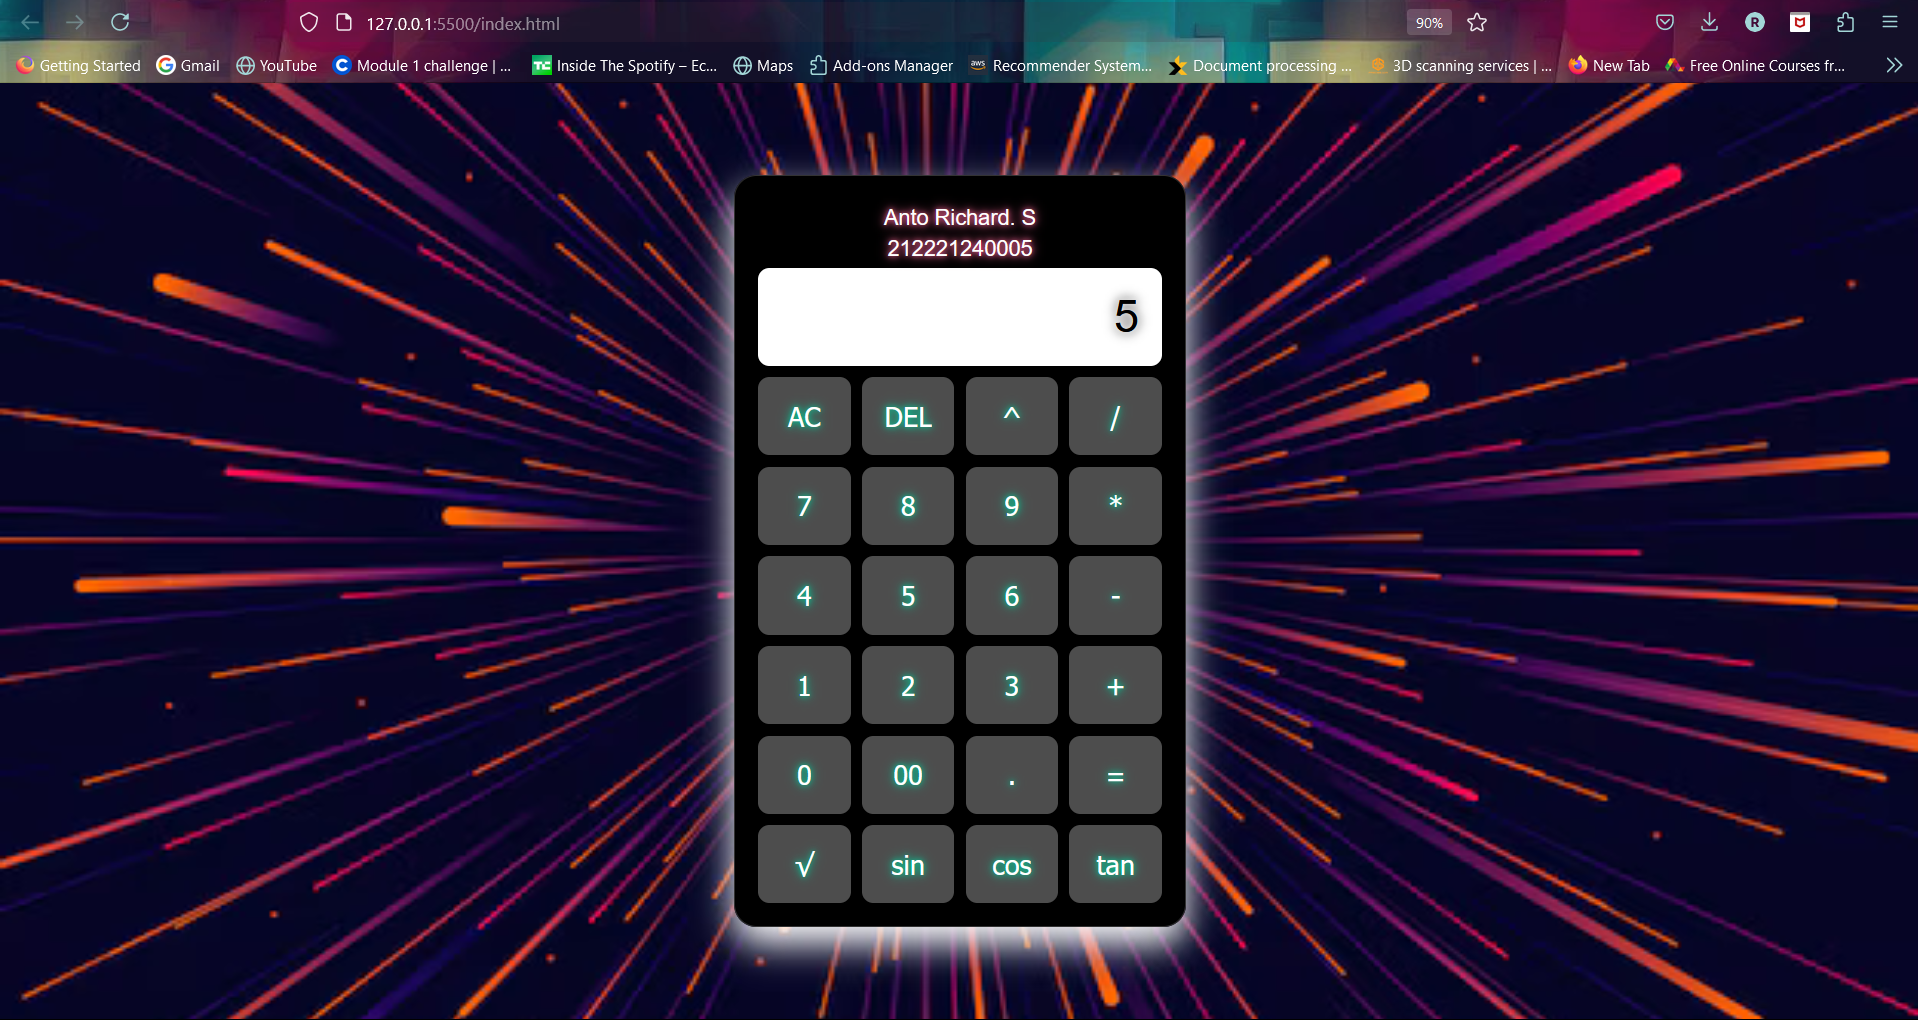 127.0.0.1:5500/index.html 90% R
Getting Started Gmail YouTube C Module 1 challenge | ... TC Inside The Spotify – Ec... Maps Add-ons Manager aws Recommender System... Document processing ... 3D scanning services | ... New Tab Free Online Courses fr...
Anto Richard. S
212221240005
5
AC DEL ^ /
7 8 9 *
4 5 6 -
1 2 3 +
0 00 . =
√ sin cos tan